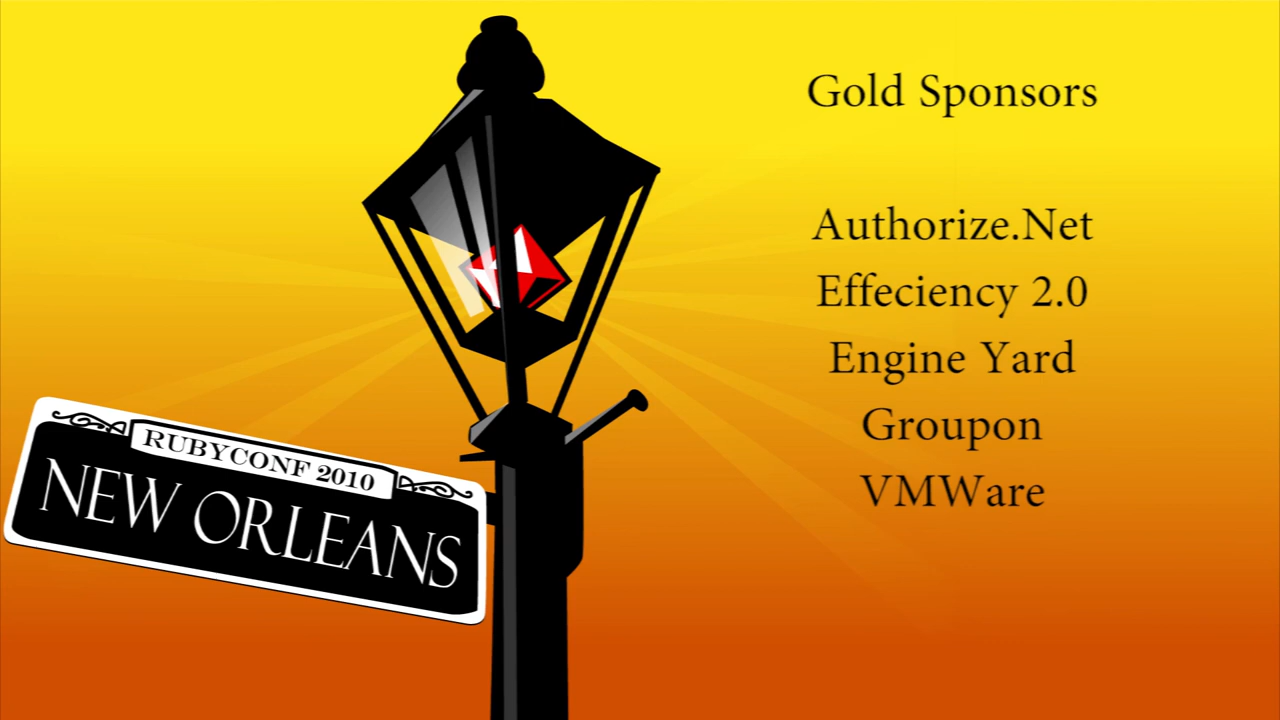 Gold Sponsors
Authorize.Net
Effeciency 2.0
Engine Yard
Groupon
VMWare
RUBYCONF 2010
NEW ORLEANS